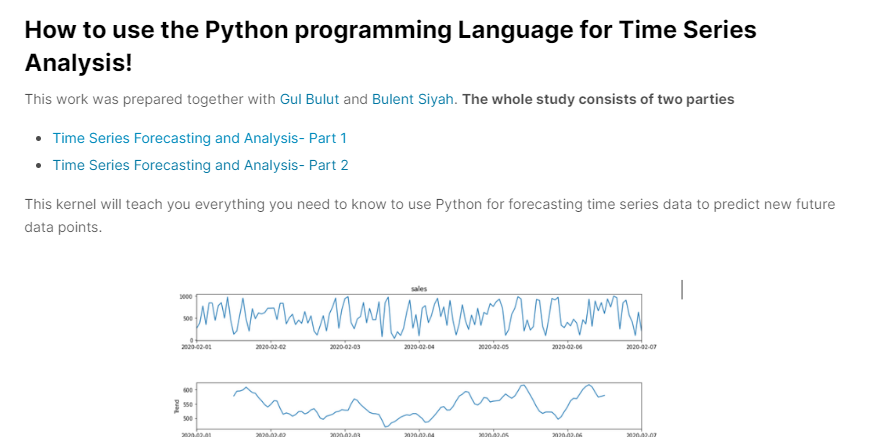 How to use the Python programming Language for Time Series
Analysis!
This work was prepared together with Gul Bulut and Bulent Siyah. The whole study consists of two parties
Time Series Forecasting and Analysis- Part 1
Time Series Forecasting and Analysis- Part 2
This kernel will teach you everything you need to know to use Python for forecasting time series data to predict new future
data points.
sales
1000
500
0
2020-02-01 2020-02-02 2020-02-03 2020-02-04 2020-02-05 2020-02-06 2020-02-07
600
550
500
Trend
2020-02-01 2020-02-02 2020-02-03 2020-02-04 2020-02-05 2020-02-06 2020-02-07